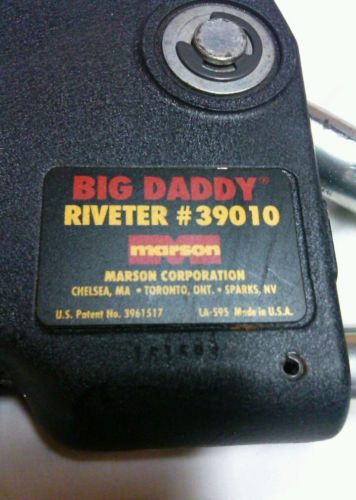 BIG DADDY®
RIVETER #39010
marson
MARSON CORPORATION
CHELSEA, MA • TORONTO, ONT. • SPARKS, NV
U.S. Patent No. 3961517 LA-595 Made in U.S.A.